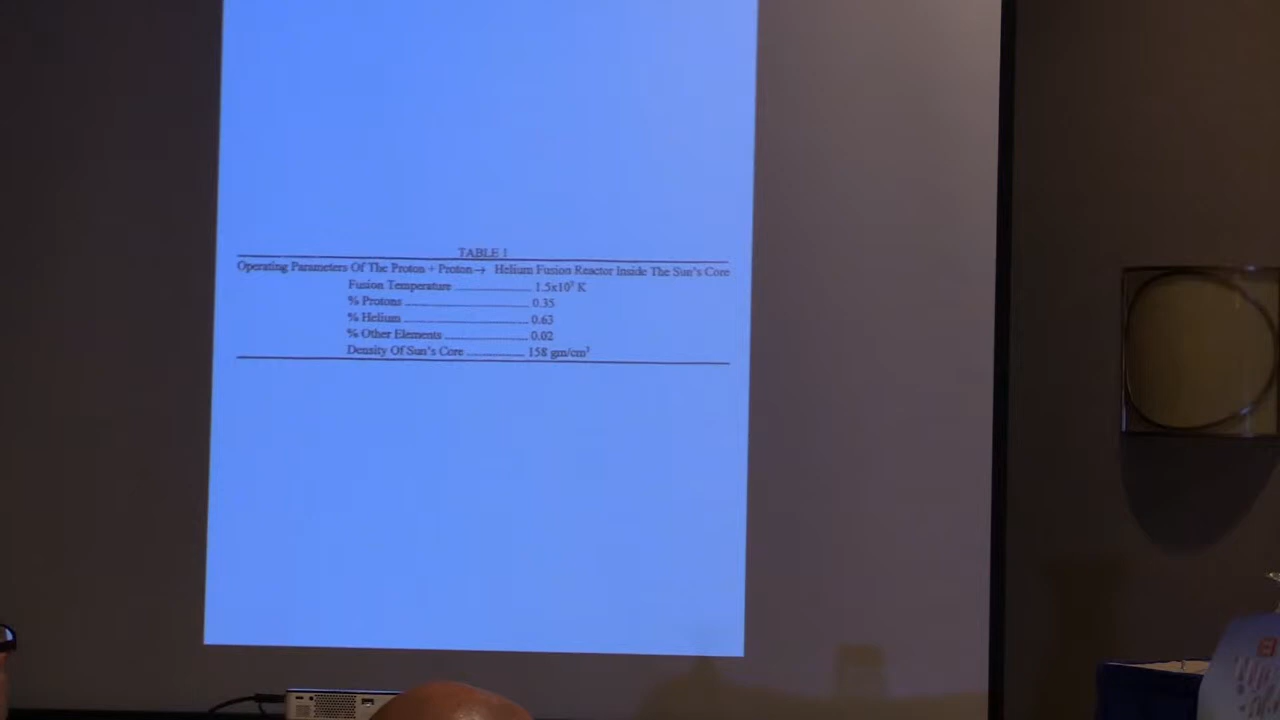 TABLE 1
Operating Parameters Of The Proton + Proton → Helium Fusion Reactor Inside The Sun's Core
Fusion Temperature ........ 1.5x10⁷ K
% Protons ........ 0.35
% Helium ........ 0.63
% Other Elements ........ 0.02
Density Of Sun's Core ........ 158 gm/cm³